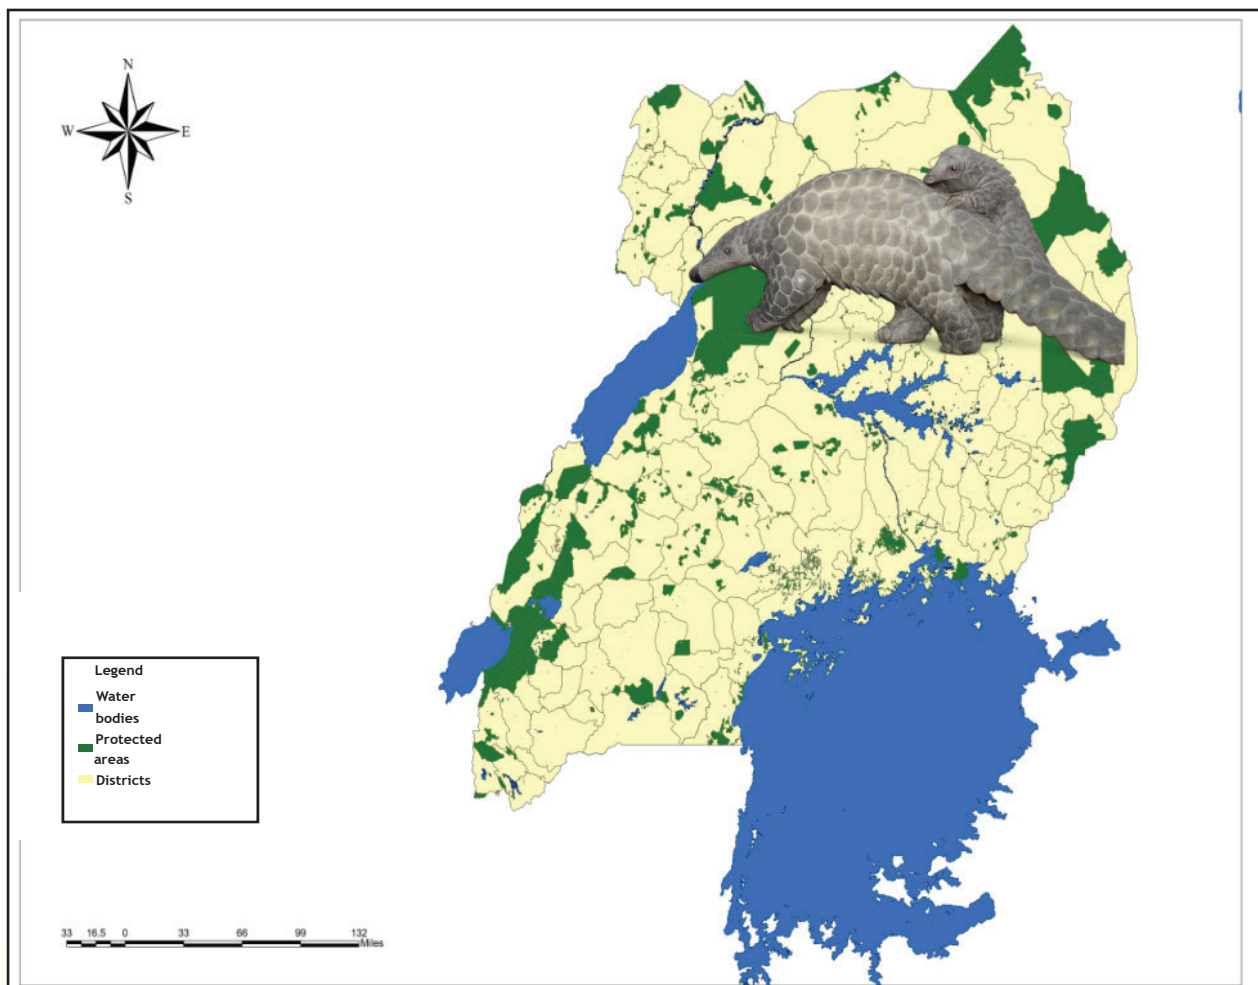 N
W E
S
Legend
Water
bodies
Protected
areas
Districts
33 16.5 0 33 66 99 132
Miles